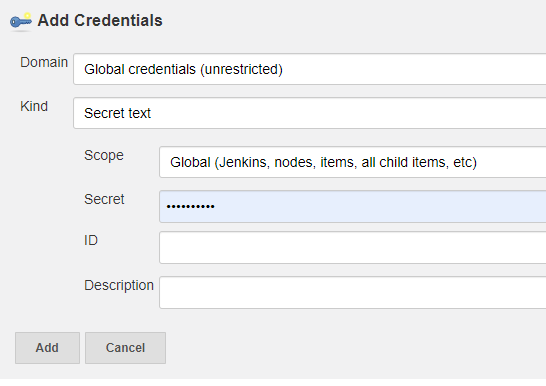 Add Credentials
Domain Global credentials (unrestricted)
Kind Secret text
Scope Global (Jenkins, nodes, items, all child items, etc)
Secret ••••••••••
ID
Description
Add Cancel